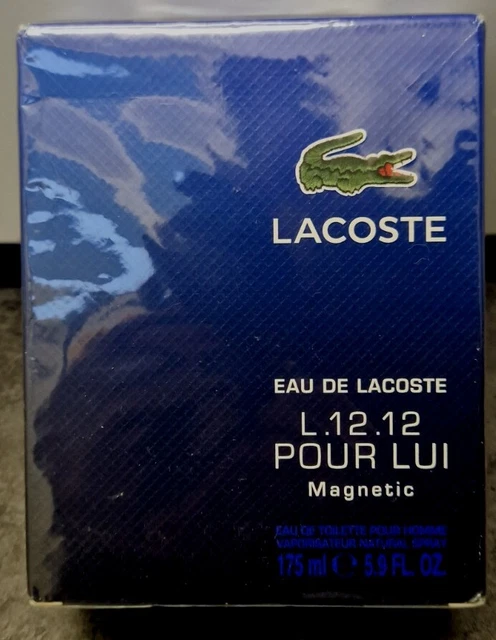 LACOSTE
EAU DE LACOSTE
L.12.12
POUR LUI
Magnetic
EAU DE TOILETTE POUR HOMME
VAPORISATEUR NATURAL SPRAY
175 ml ℮ 5.9 FL. OZ.